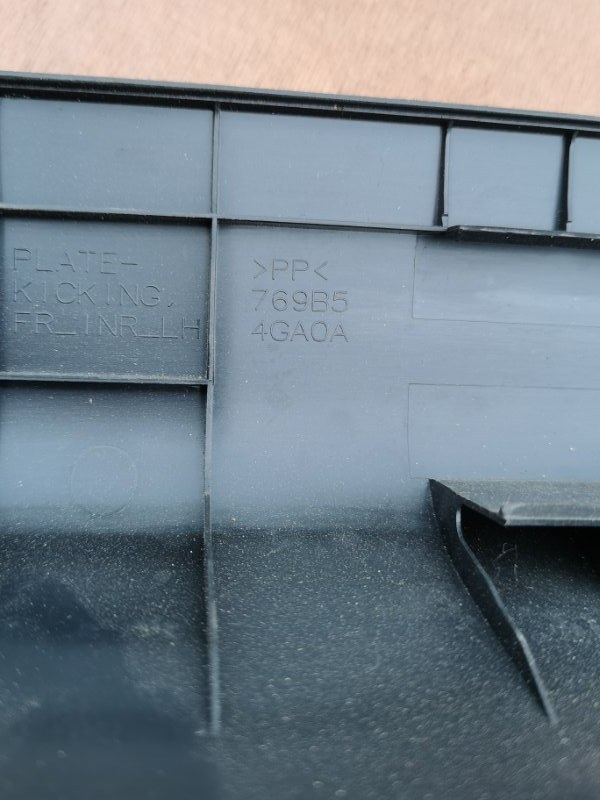 PLATE-
KICKING,
FR_INR_LH
>PP<
769B5
4GA0A